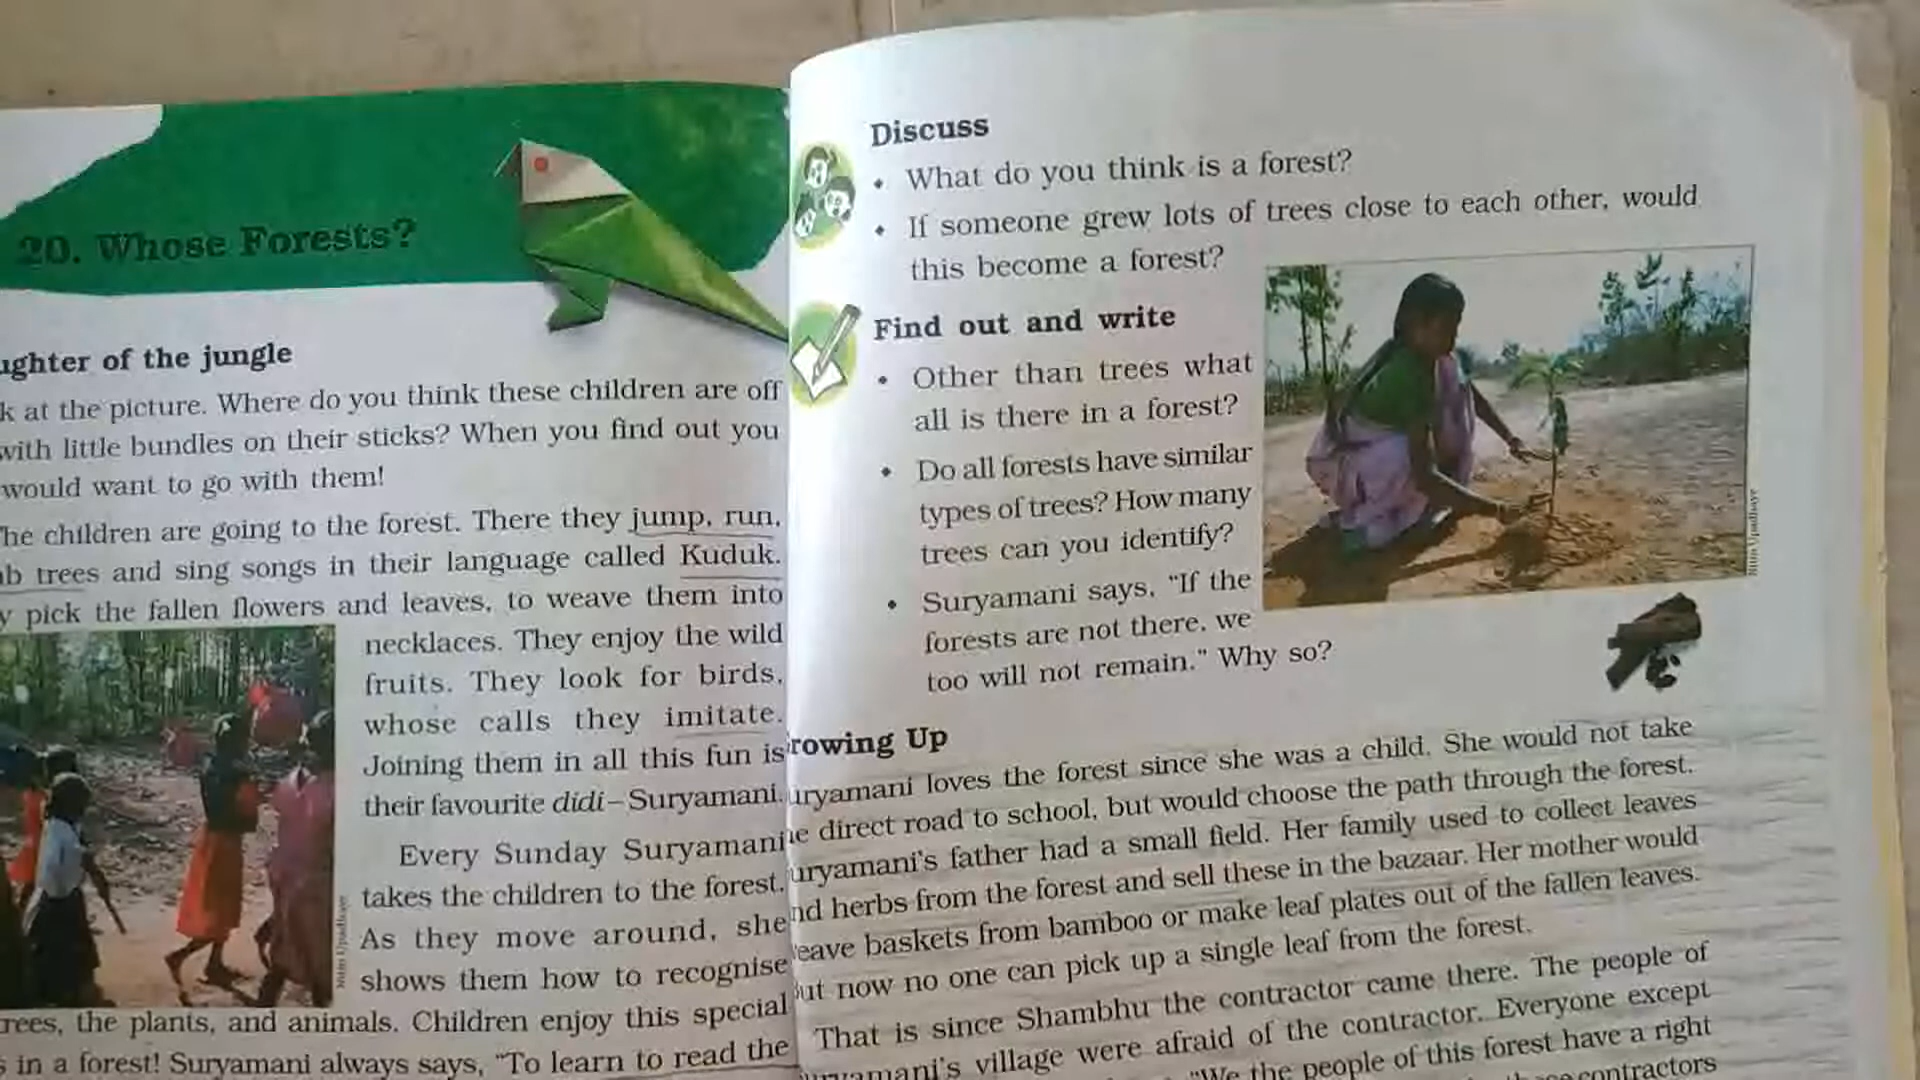 20. Whose Forests?
of the jungle
at the picture. Where do you think these children are off
with little bundles on their sticks? When you find out you
would want to go with them!
children are going to the forest. There they jump, run,
trees and sing songs in their language called Kuduk.
pick the fallen flowers and leaves, to weave them into
necklaces. They enjoy the wild
fruits. They look for birds,
whose calls they imitate.
Joining them in all this fun is
their favourite didi – Suryamani.
Every Sunday Suryamani
takes the children to the forest.
As they move around, she
shows them how to recognise
the plants, and animals. Children enjoy this special
in a forest! Suryamani always says, "To learn to read the
Nitin Upadhaye
Discuss
• What do you think is a forest?
• If someone grew lots of trees close to each other, would
this become a forest?
Find out and write
• Other than trees what
all is there in a forest?
• Do all forests have similar
types of trees? How many
trees can you identify?
• Suryamani says, "If the
forests are not there, we
too will not remain." Why so?
Nitin Upadhaye
Up
loves the forest since she was a child. She would not take
direct road to school, but would choose the path through the forest.
father had a small field. Her family used to collect leaves
herbs from the forest and sell these in the bazaar. Her mother would
baskets from bamboo or make leaf plates out of the fallen leaves.
now no one can pick up a single leaf from the forest.
That is since Shambhu the contractor came there. The people of
village were afraid of the contractor. Everyone except
"We the people of this forest have a right
contractors